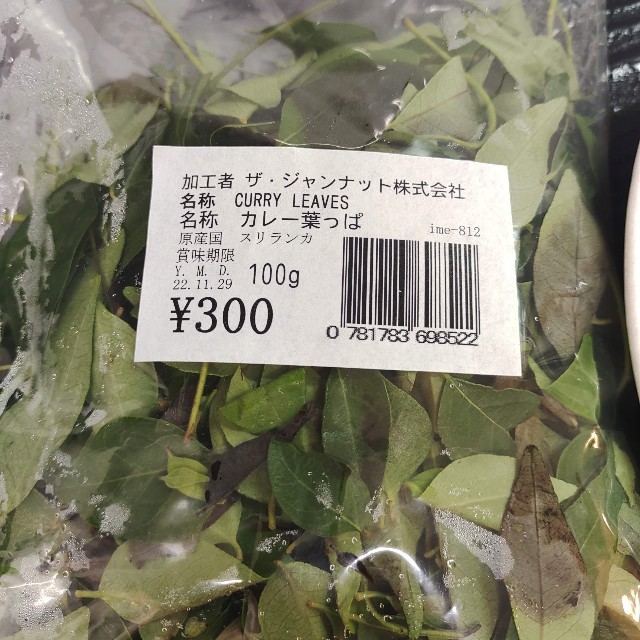 加工者 ザ・ジャンナット株式会社
名称 CURRY LEAVES
名称 カレー葉っぱ
原産国 スリランカ
ime-812
賞味期限
Y. M. D.
22.11.29
100g
¥300
0 781783 698522